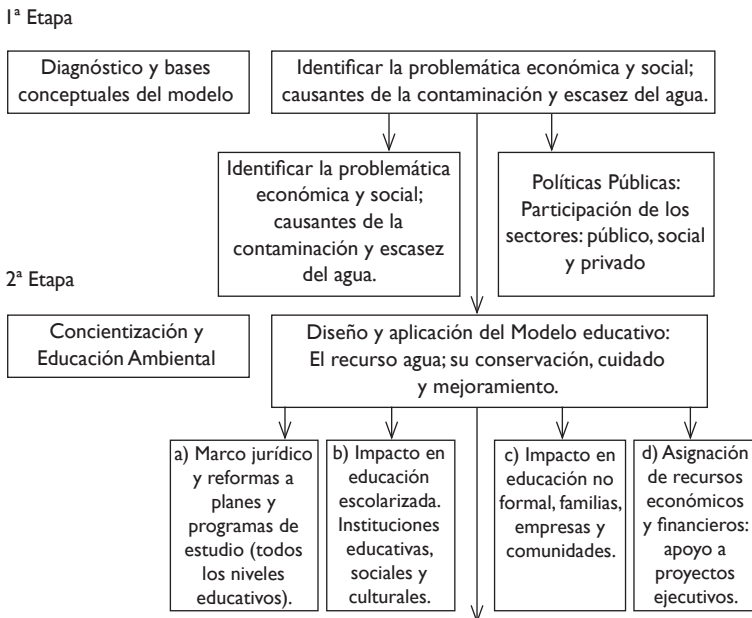 1ª Etapa
Diagnóstico y bases
conceptuales del modelo
Identificar la problemática económica y social;
causantes de la contaminación y escasez del agua.
Identificar la problemática
económica y social;
causantes de la
contaminación y escasez
del agua.
Políticas Públicas:
Participación de los
sectores: público, social
y privado
2ª Etapa
Concientización y
Educación Ambiental
Diseño y aplicación del Modelo educativo:
El recurso agua; su conservación, cuidado
y mejoramiento.
a) Marco jurídico
y reformas a
planes y
programas de
estudio (todos
los niveles
educativos).
b) Impacto en
educación
escolarizada.
Instituciones
educativas,
sociales y
culturales.
c) Impacto en
educación no
formal, familias,
empresas y
comunidades.
d) Asignación
de recursos
económicos
y financieros:
apoyo a
proyectos
ejecutivos.